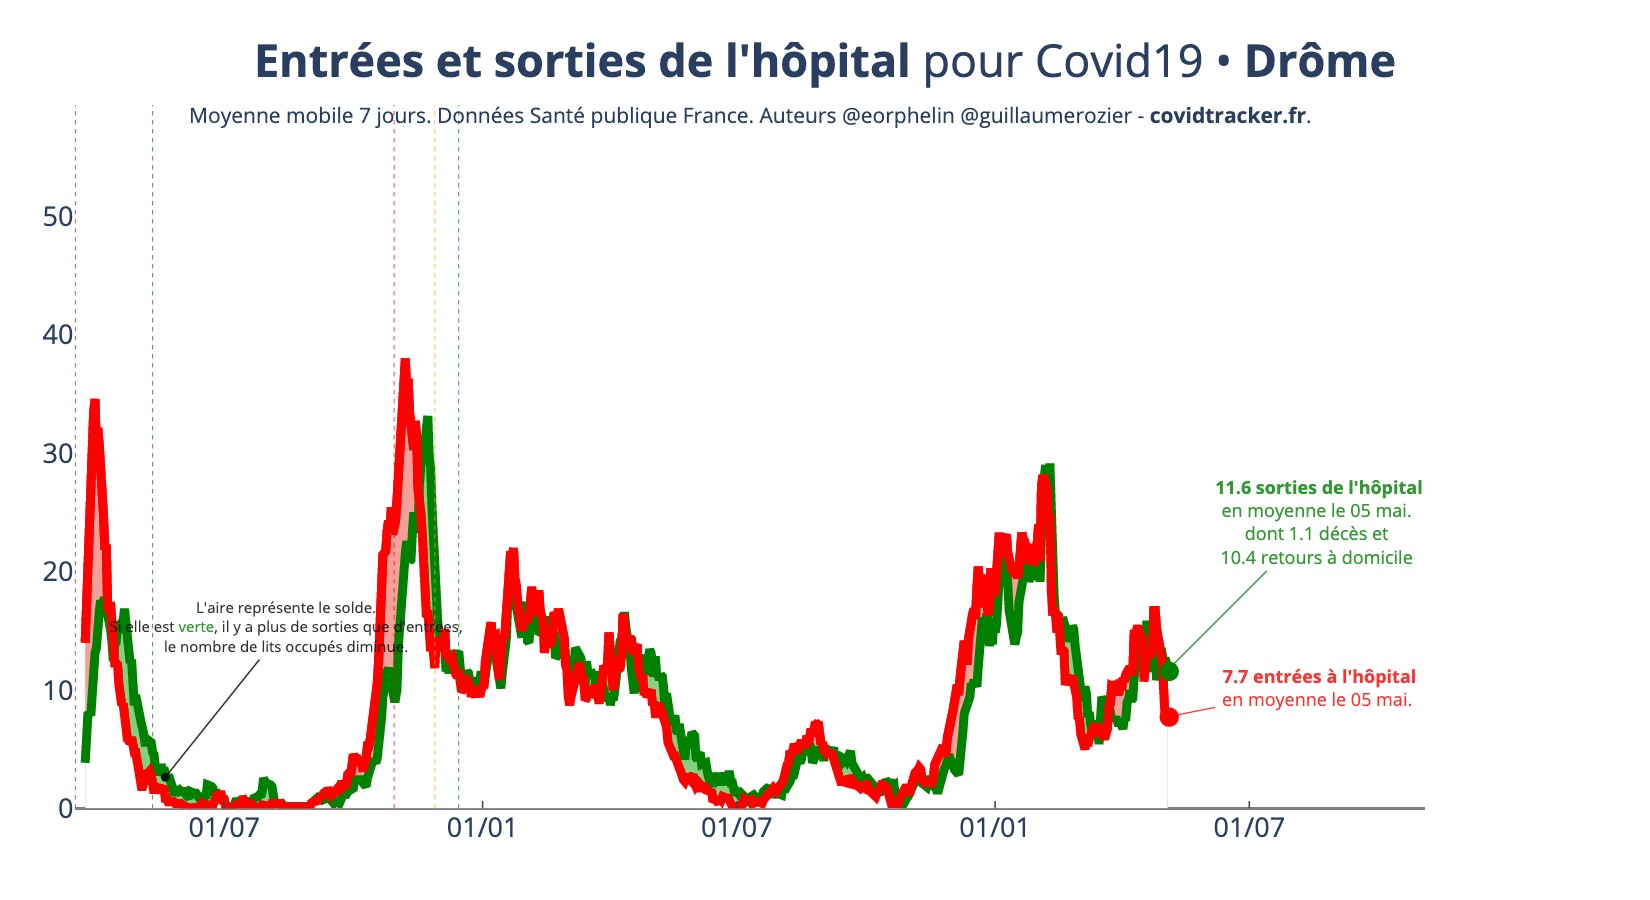 Entrées et sorties de l'hôpital pour Covid19 • Drôme
Moyenne mobile 7 jours. Données Santé publique France. Auteurs @eorphelin @guillaumerozier - covidtracker.fr.
50
40
30
20
10
0
L'aire représente le solde.
Si elle est verte, il y a plus de sorties que d'entrées,
le nombre de lits occupés diminue.
11.6 sorties de l'hôpital
en moyenne le 05 mai.
dont 1.1 décès et
10.4 retours à domicile
7.7 entrées à l'hôpital
en moyenne le 05 mai.
01/07
01/01
01/07
01/01
01/07